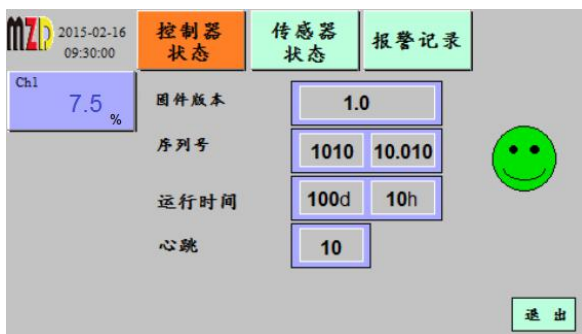 MZD
2015-02-16
09:30:00
控制器
状态
传感器
状态
报警记录
Ch1
7.5 %
固件版本
1.0
序列号
1010 10.010
运行时间
100d 10h
心跳
10
退 出